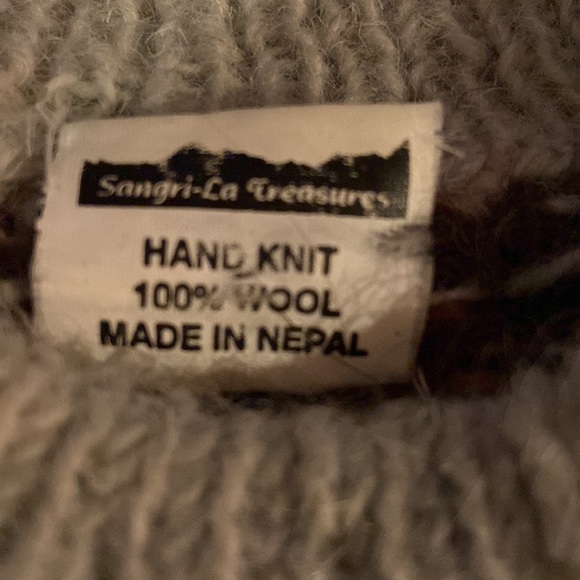 Sangri-La Treasures
HAND KNIT
100% WOOL
MADE IN NEPAL